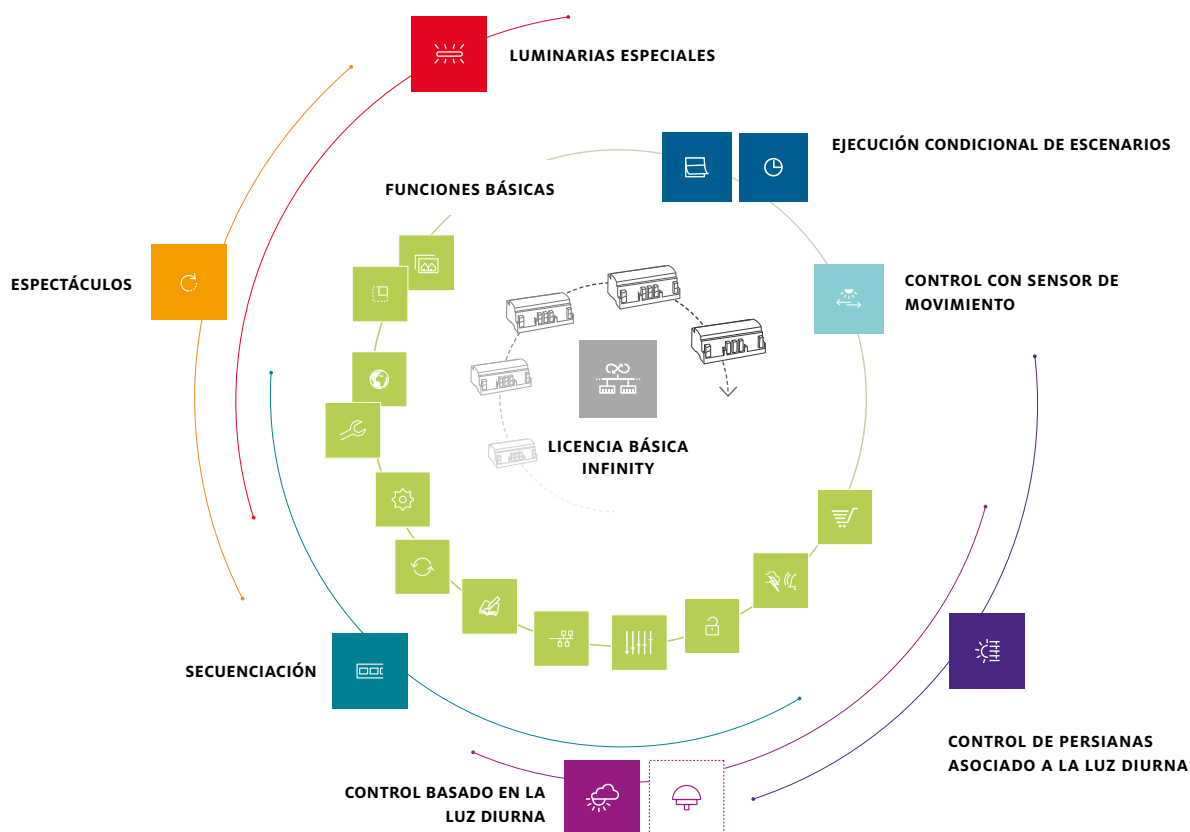 LUMINARIAS ESPECIALES
EJECUCIÓN CONDICIONAL DE ESCENARIOS
FUNCIONES BÁSICAS
ESPECTÁCULOS
CONTROL CON SENSOR DE
MOVIMIENTO
LICENCIA BÁSICA
INFINITY
SECUENCIACIÓN
CONTROL DE PERSIANAS
ASOCIADO A LA LUZ DIURNA
CONTROL BASADO EN LA
LUZ DIURNA